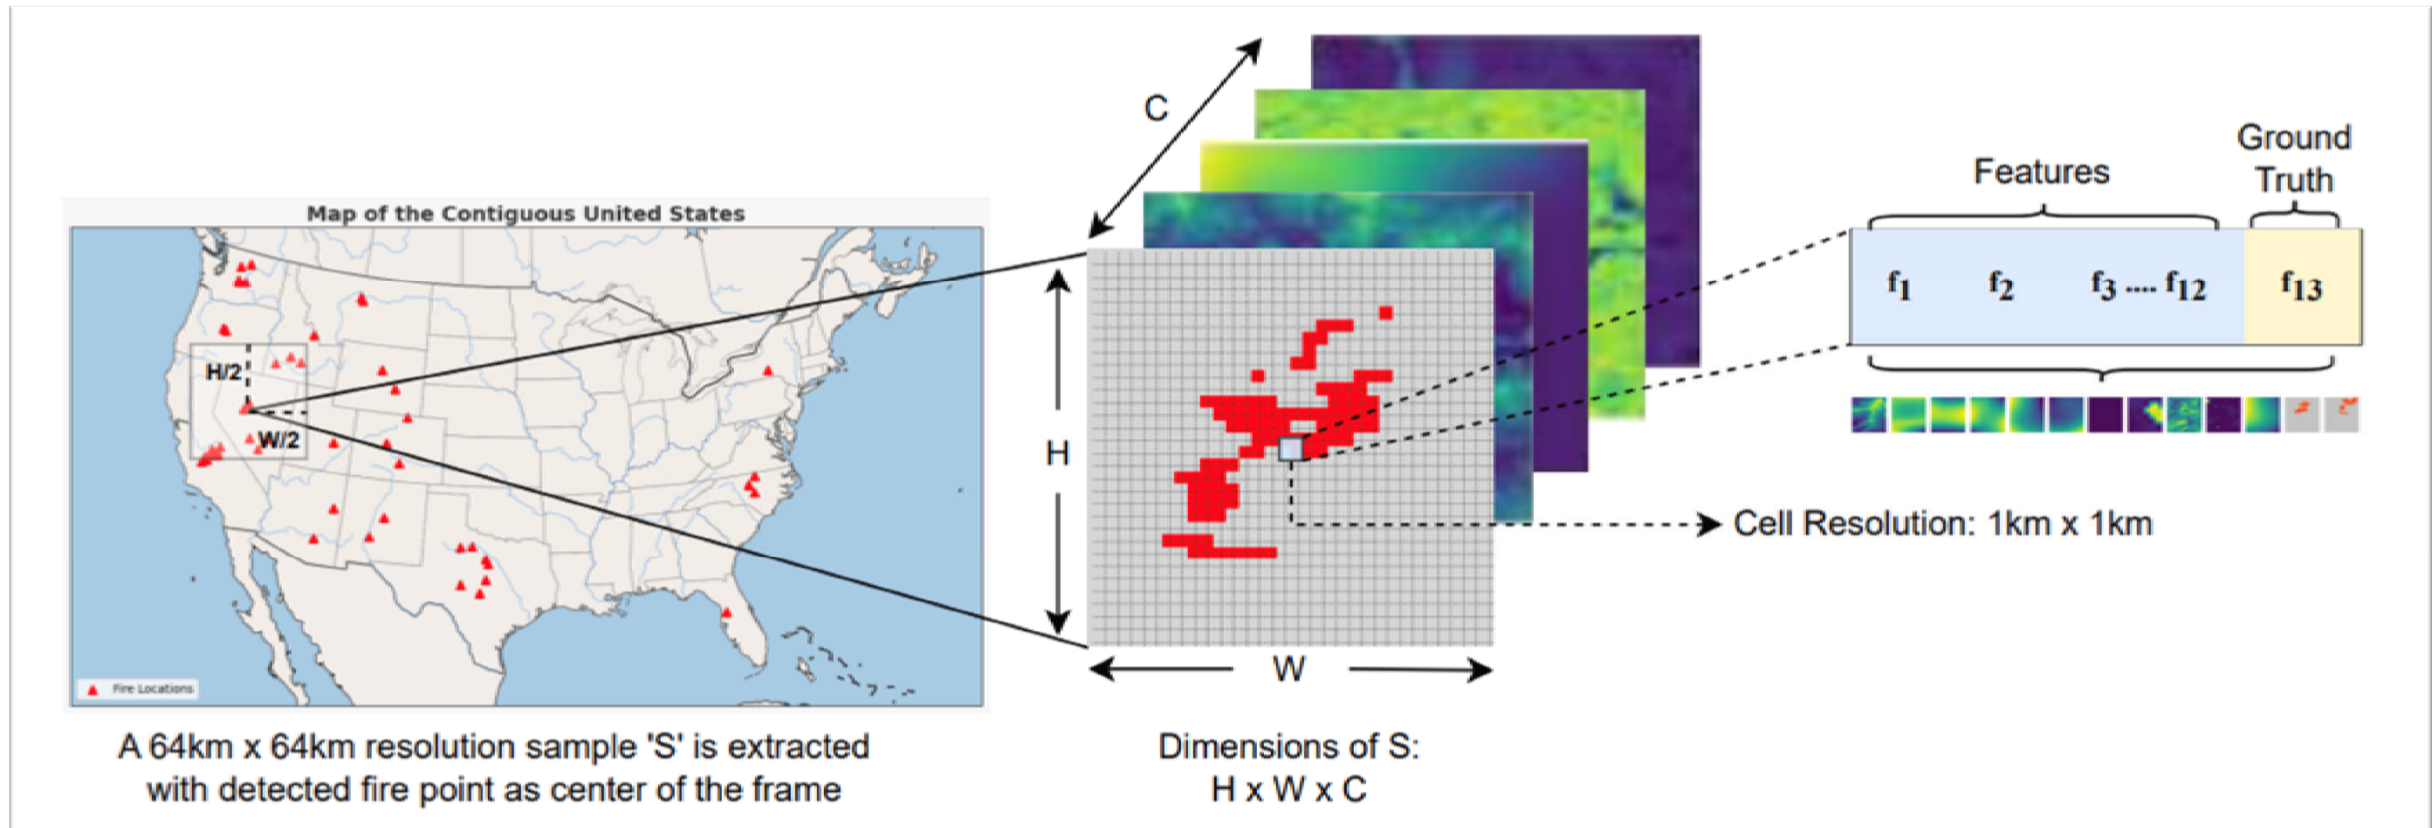 Map of the Contiguous United States
H/2
W/2
Fire Locations
A 64km x 64km resolution sample 'S' is extracted
with detected fire point as center of the frame
C
H
W
Dimensions of S:
H x W x C
Features
Ground
Truth
f1 f2 f3 .... f12 f13
Cell Resolution: 1km x 1km